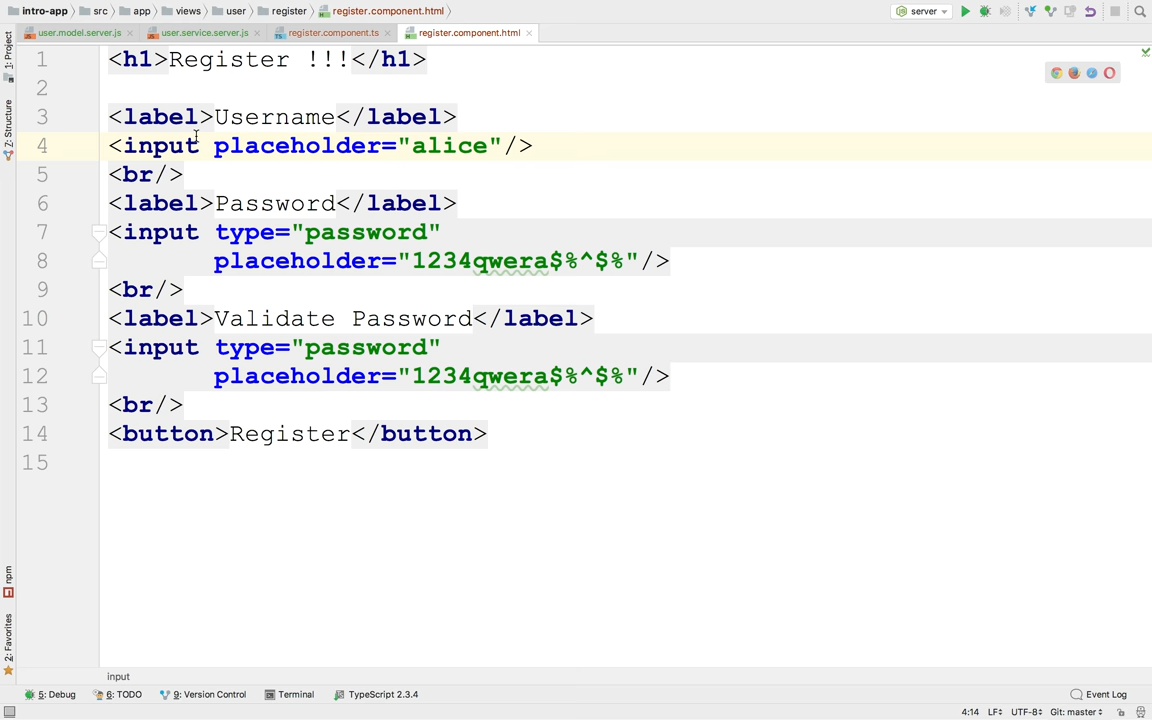 intro-app src app views user register register.component.html server
1: Project
Z: Structure
npm
2: Favorites
user.model.server.js user.service.server.js register.component.ts register.component.html
1 <h1>Register !!!</h1>
2
3 <label>Username</label>
4 <input placeholder="alice"/>
5 <br/>
6 <label>Password</label>
7 <input type="password"
8 placeholder="1234qwera$%^$%"/>
9 <br/>
10 <label>Validate Password</label>
11 <input type="password"
12 placeholder="1234qwera$%^$%"/>
13 <br/>
14 <button>Register</button>
15
input
5: Debug 6: TODO 9: Version Control Terminal TypeScript 2.3.4 Event Log
4:14 LF UTF-8 Git: master